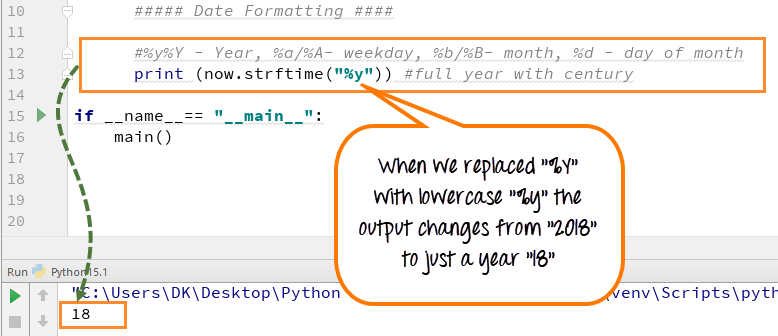 10 ##### Date Formatting ####
11
12 #%y%Y - Year, %a/%A- weekday, %b/%B- month, %d - day of month
13 print (now.strftime("%y")) #full year with century
14
15 if __name__== "__main__":
16 main()
17
18
19
20
When we replaced "%Y"
with lowercase "%y" the
output changes from "2018"
to just a year "18"
Run Python15.1
"C:\Users\DK\Desktop\Python \venv\Scripts\pyth
18